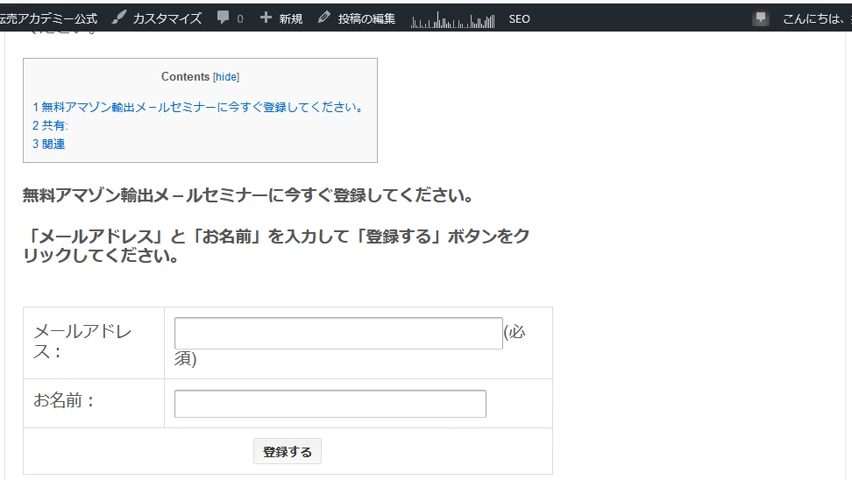 転売アカデミー公式 カスタマイズ 0 新規 投稿の編集 SEO こんにちは、
ください。
Contents [hide]
1 無料アマゾン輸出メ－ルセミナーに今すぐ登録してください。
2 共有:
3 関連
無料アマゾン輸出メ－ルセミナーに今すぐ登録してください。
「メールアドレス」と「お名前」を入力して「登録する」ボタンをク
リックしてください。
メールアドレ
ス：
(必
須)
お名前：
登録する